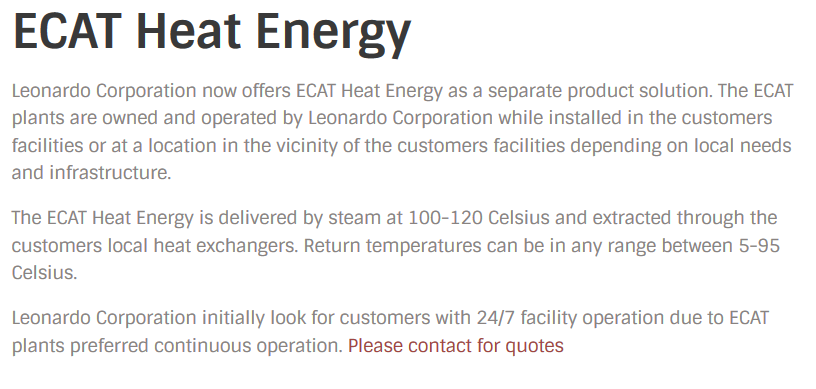 ECAT Heat Energy
Leonardo Corporation now offers ECAT Heat Energy as a separate product solution. The ECAT
plants are owned and operated by Leonardo Corporation while installed in the customers
facilities or at a location in the vicinity of the customers facilities depending on local needs
and infrastructure.
The ECAT Heat Energy is delivered by steam at 100-120 Celsius and extracted through the
customers local heat exchangers. Return temperatures can be in any range between 5-95
Celsius.
Leonardo Corporation initially look for customers with 24/7 facility operation due to ECAT
plants preferred continuous operation. Please contact for quotes